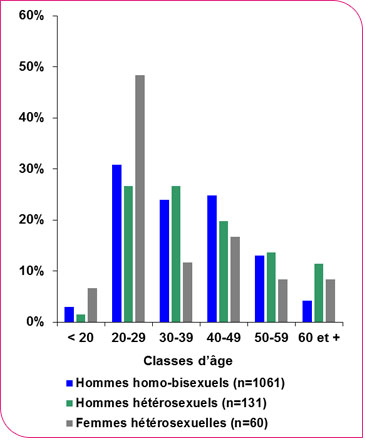 60%
50%
40%
30%
20%
10%
0%
< 20 20-29 30-39 40-49 50-59 60 et +
Classes d'âge
Hommes homo-bisexuels (n=1061)
Hommes hétérosexuels (n=131)
Femmes hétérosexuelles (n=60)